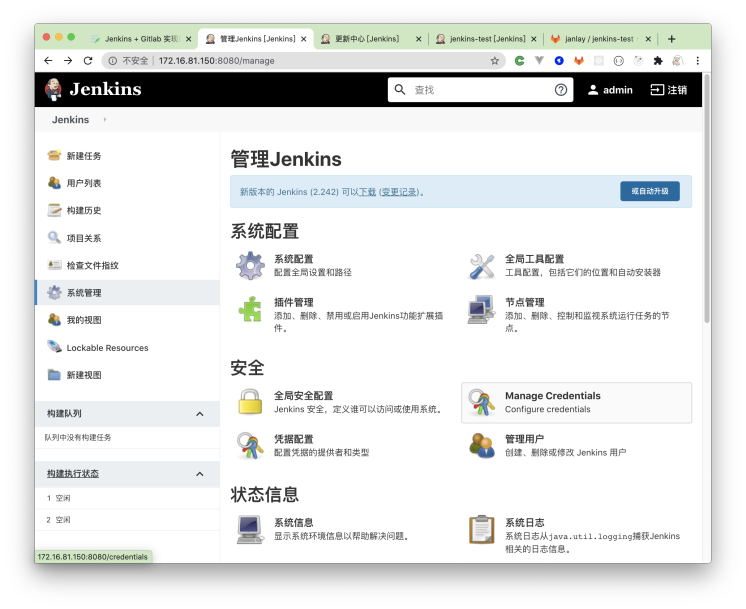 Jenkins + Gitlab 实现
管理Jenkins [Jenkins]
更新中心 [Jenkins]
jenkins-test [Jenkins]
janlay / jenkins-test
不安全
172.16.81.150:8080/manage
Jenkins
查找
admin
注销
Jenkins
新建任务
用户列表
构建历史
项目关系
检查文件指纹
系统管理
我的视图
Lockable Resources
新建视图
构建队列
队列中没有构建任务
构建执行状态
1 空闲
2 空闲
172.16.81.150:8080/credentials
管理Jenkins
新版本的 Jenkins (2.242) 可以下载 (变更记录)。
或自动升级
系统配置
系统配置
配置全局设置和路径
全局工具配置
工具配置，包括它们的位置和自动安装器
插件管理
添加、删除、禁用或启用Jenkins功能扩展插
件。
节点管理
添加、删除、控制和监视系统运行任务的节
点。
安全
全局安全配置
Jenkins 安全，定义谁可以访问或使用系统。
Manage Credentials
Configure credentials
凭据配置
配置凭据的提供者和类型
管理用户
创建、删除或修改 Jenkins 用户
状态信息
系统信息
显示系统环境信息以帮助解决问题。
系统日志
系统日志从java.util.logging捕获Jenkins
相关的日志信息。